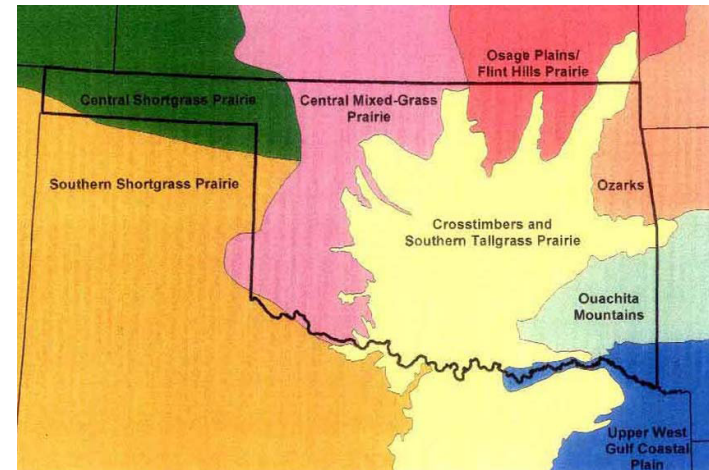 Osage Plains/
Flint Hills Prairie
Central Shortgrass Prairie
Central Mixed-Grass
Prairie
Southern Shortgrass Prairie
Ozarks
Crosstimbers and
Southern Tallgrass Prairie
Ouachita
Mountains
Upper West
Gulf Coastal
Plain